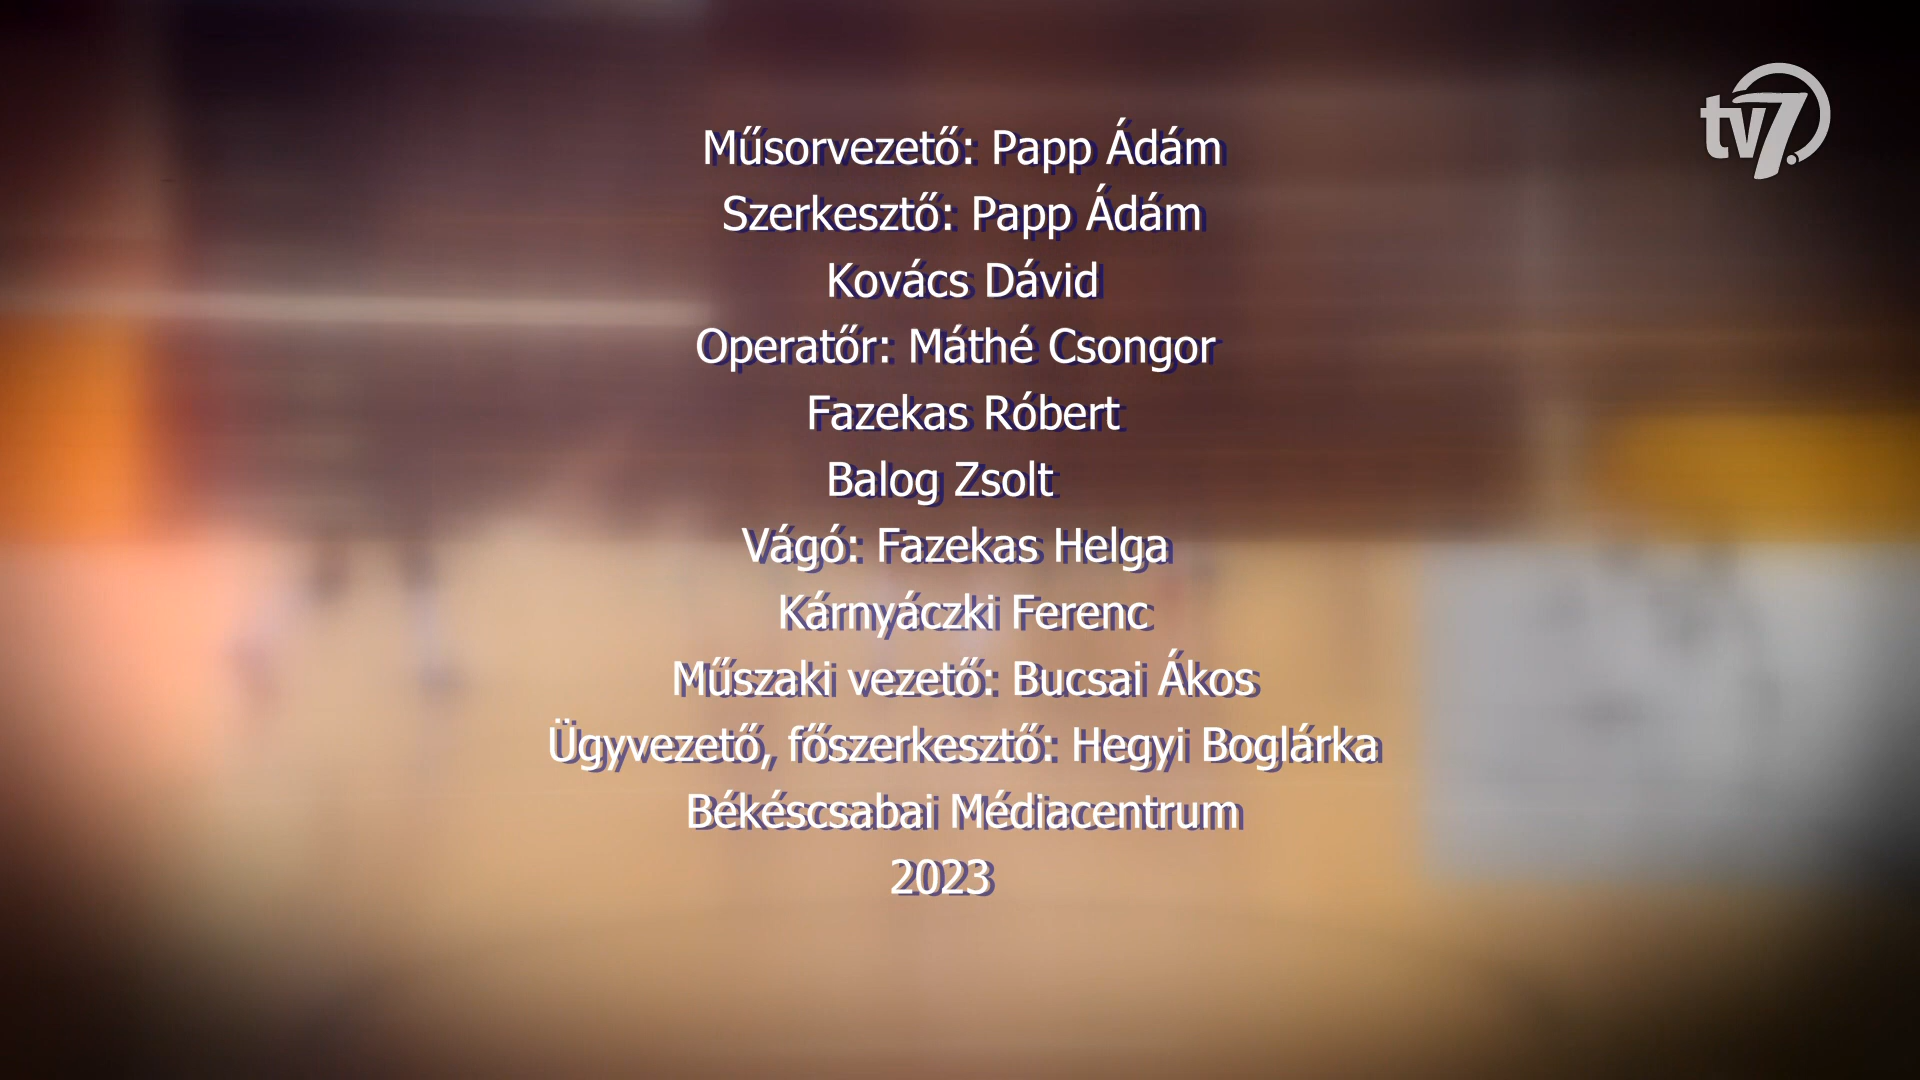 tv7.
Műsorvezető: Papp Ádám
Szerkesztő: Papp Ádám
Kovács Dávid
Operatőr: Máthé Csongor
Fazekas Róbert
Balog Zsolt
Vágó: Fazekas Helga
Kárnyáczki Ferenc
Műszaki vezető: Bucsai Ákos
Ügyvezető, főszerkesztő: Hegyi Boglárka
Békéscsabai Médiacentrum
2023